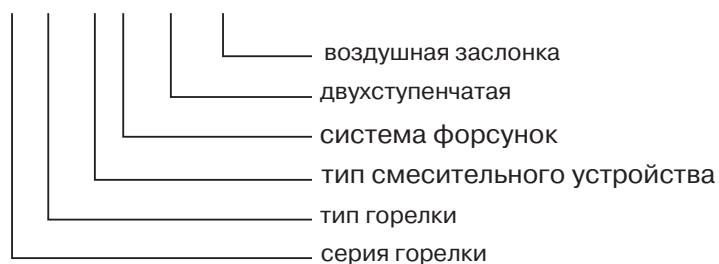 воздушная заслонка
двухступенчатая
система форсунок
тип смесительного устройства
тип горелки
серия горелки